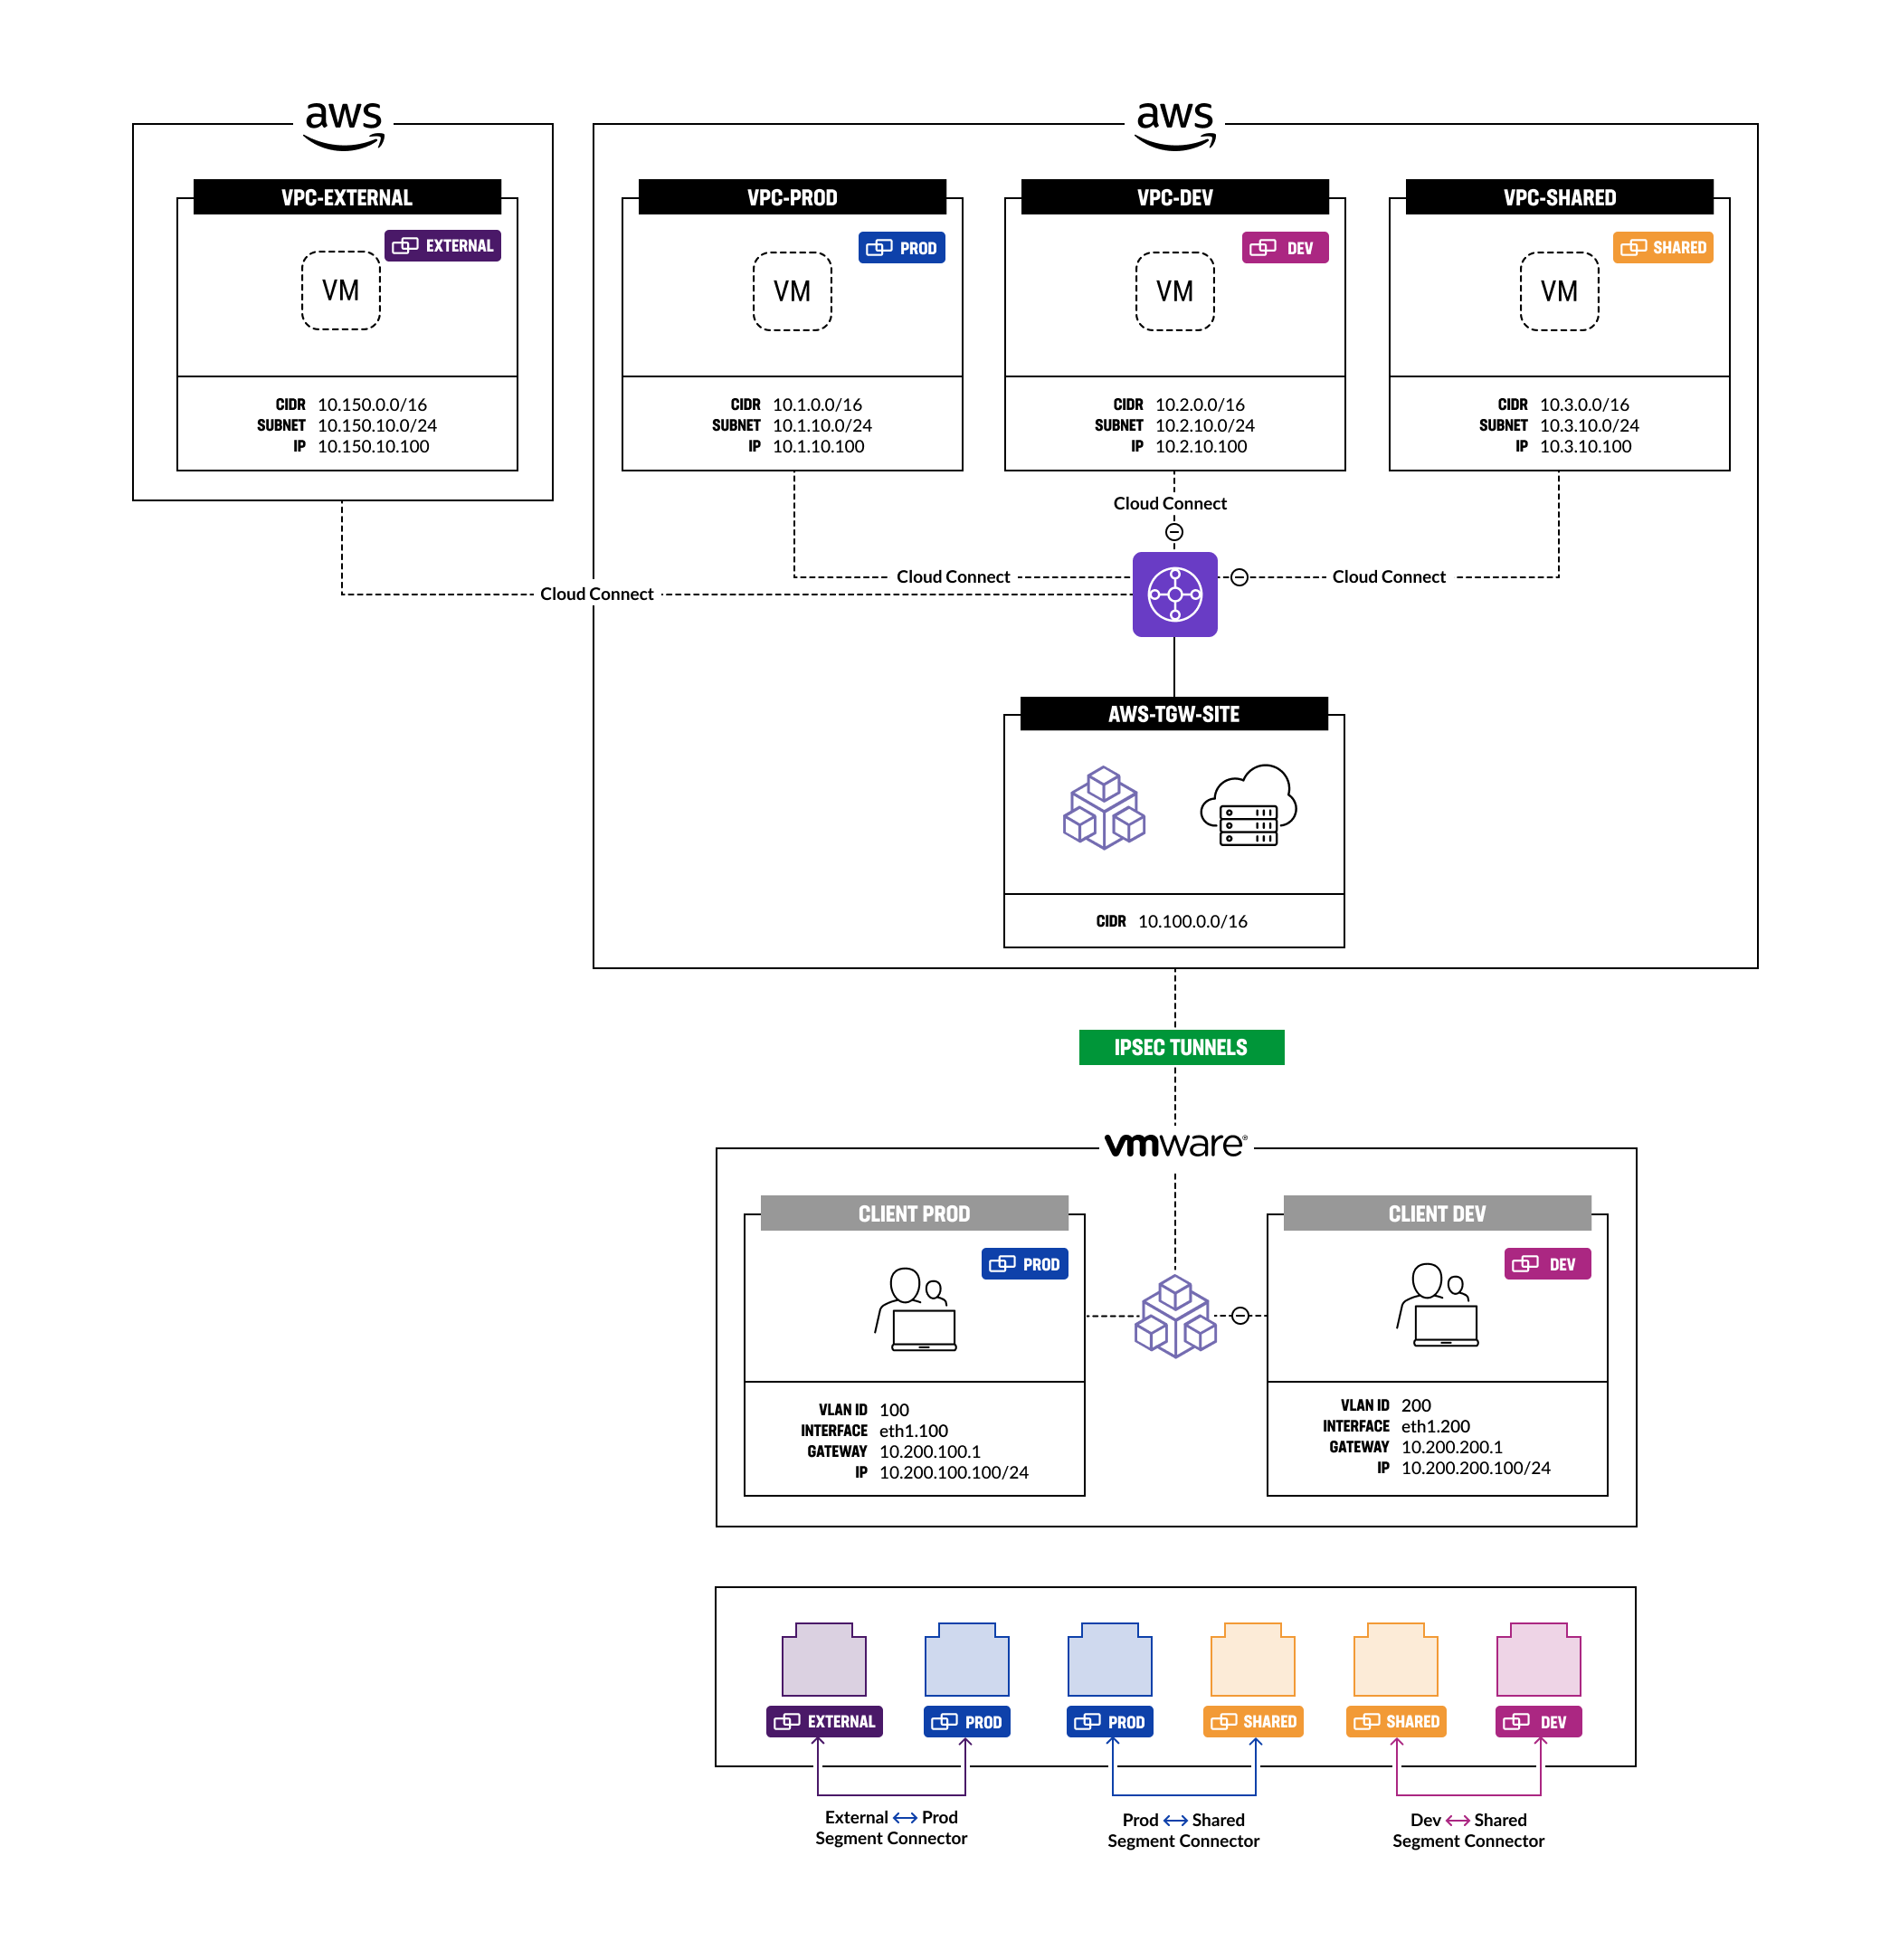 aws
VPC-EXTERNAL
EXTERNAL
VM
CIDR 10.150.0.0/16
SUBNET 10.150.10.0/24
IP 10.150.10.100
aws
VPC-PROD
PROD
VM
CIDR 10.1.0.0/16
SUBNET 10.1.10.0/24
IP 10.1.10.100
VPC-DEV
DEV
VM
CIDR 10.2.0.0/16
SUBNET 10.2.10.0/24
IP 10.2.10.100
VPC-SHARED
SHARED
VM
CIDR 10.3.0.0/16
SUBNET 10.3.10.0/24
IP 10.3.10.100
Cloud Connect
Cloud Connect
Cloud Connect
Cloud Connect
AWS-TGW-SITE
CIDR 10.100.0.0/16
IPSEC TUNNELS
vmware®
CLIENT PROD
PROD
VLAN ID 100
INTERFACE eth1.100
GATEWAY 10.200.100.1
IP 10.200.100.100/24
CLIENT DEV
DEV
VLAN ID 200
INTERFACE eth1.200
GATEWAY 10.200.200.1
IP 10.200.200.100/24
EXTERNAL
PROD
PROD
SHARED
SHARED
DEV
External ↔ Prod
Segment Connector
Prod ↔ Shared
Segment Connector
Dev ↔ Shared
Segment Connector